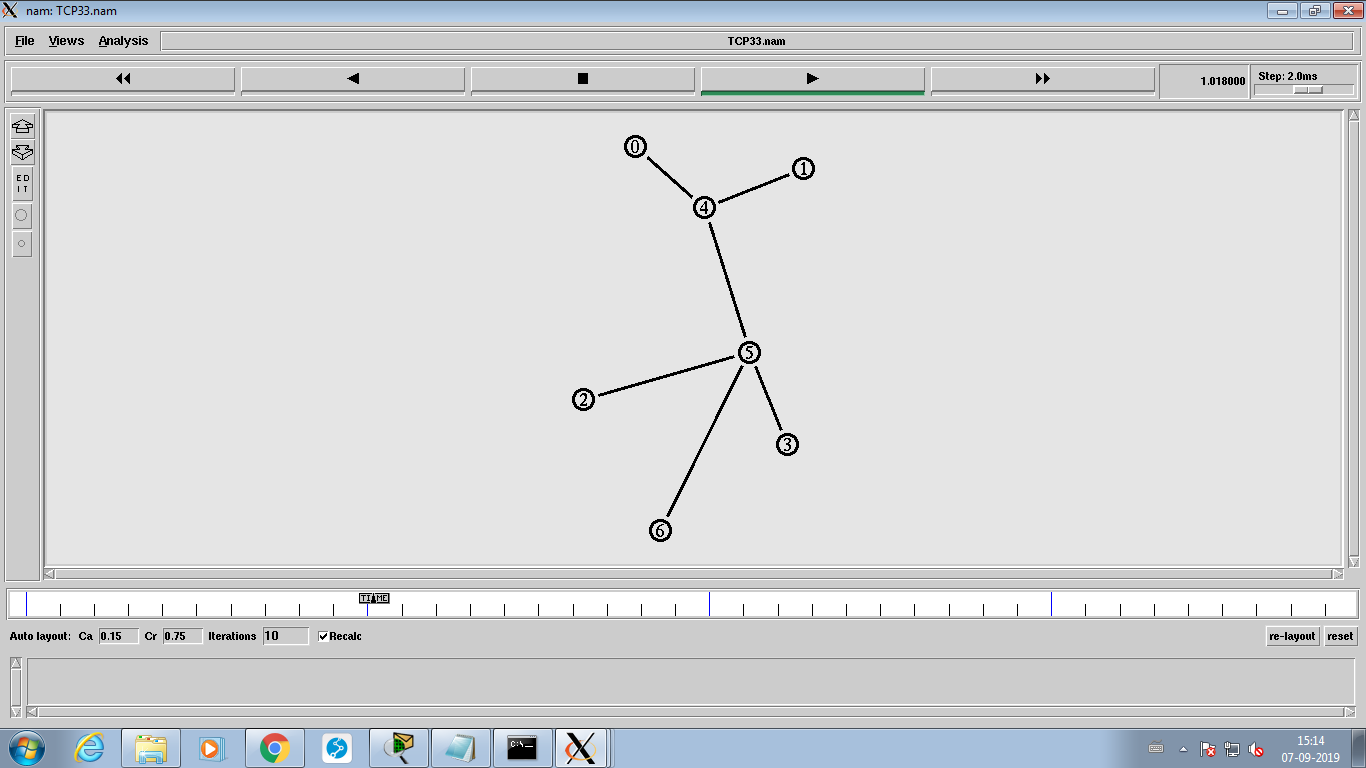 nam: TCP33.nam
File Views Analysis TCP33.nam
1.018000 Step: 2.0ms
0
1
4
E D
I T
5
2
3
6
TIME
Auto layout: Ca 0.15 Cr 0.75 Iterations 10 Recalc re-layout reset
C:\
15:14
07-09-2019